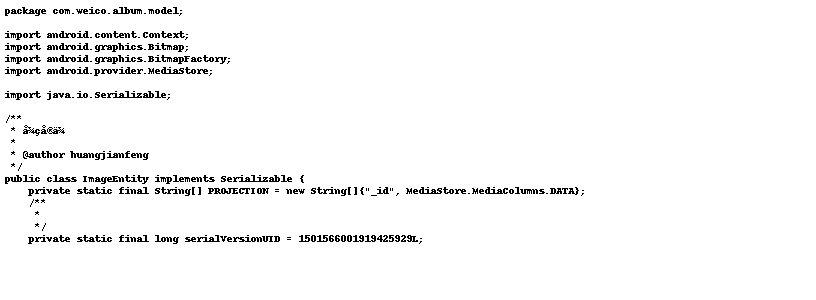 package com.weico.album.model;

import android.content.Context;
import android.graphics.Bitmap;
import android.graphics.BitmapFactory;
import android.provider.MediaStore;

import java.io.Serializable;

/**
 * å¾çå®ä¾
 *
 * @author huangjianfeng
 */
public class ImageEntity implements Serializable {
    private static final String[] PROJECTION = new String[]{"_id", MediaStore.MediaColumns.DATA};
    /**
     *
     */
    private static final long serialVersionUID = 1501566001919425929L;